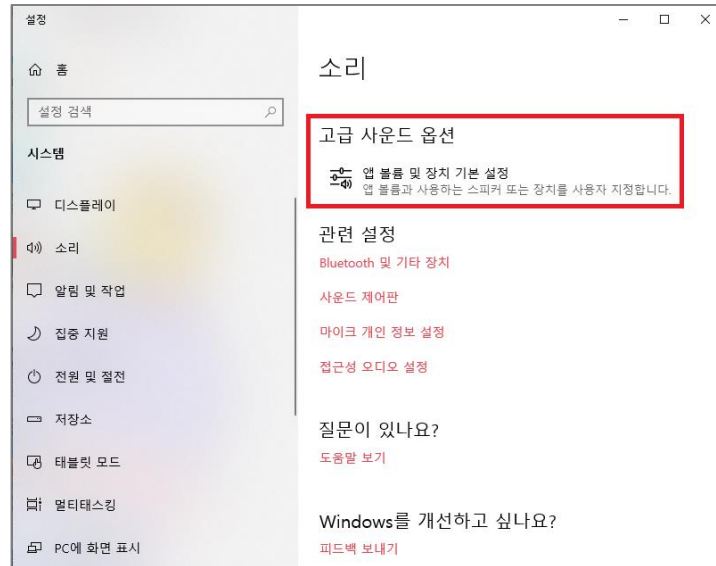 설정
홈
설정 검색
시스템
디스플레이
소리
알림 및 작업
집중 지원
전원 및 절전
저장소
태블릿 모드
멀티태스킹
PC에 화면 표시
소리
고급 사운드 옵션
앱 볼륨 및 장치 기본 설정
앱 볼륨과 사용하는 스피커 또는 장치를 사용자 지정합니다.
관련 설정
Bluetooth 및 기타 장치
사운드 제어판
마이크 개인 정보 설정
접근성 오디오 설정
질문이 있나요?
도움말 보기
Windows를 개선하고 싶나요?
피드백 보내기